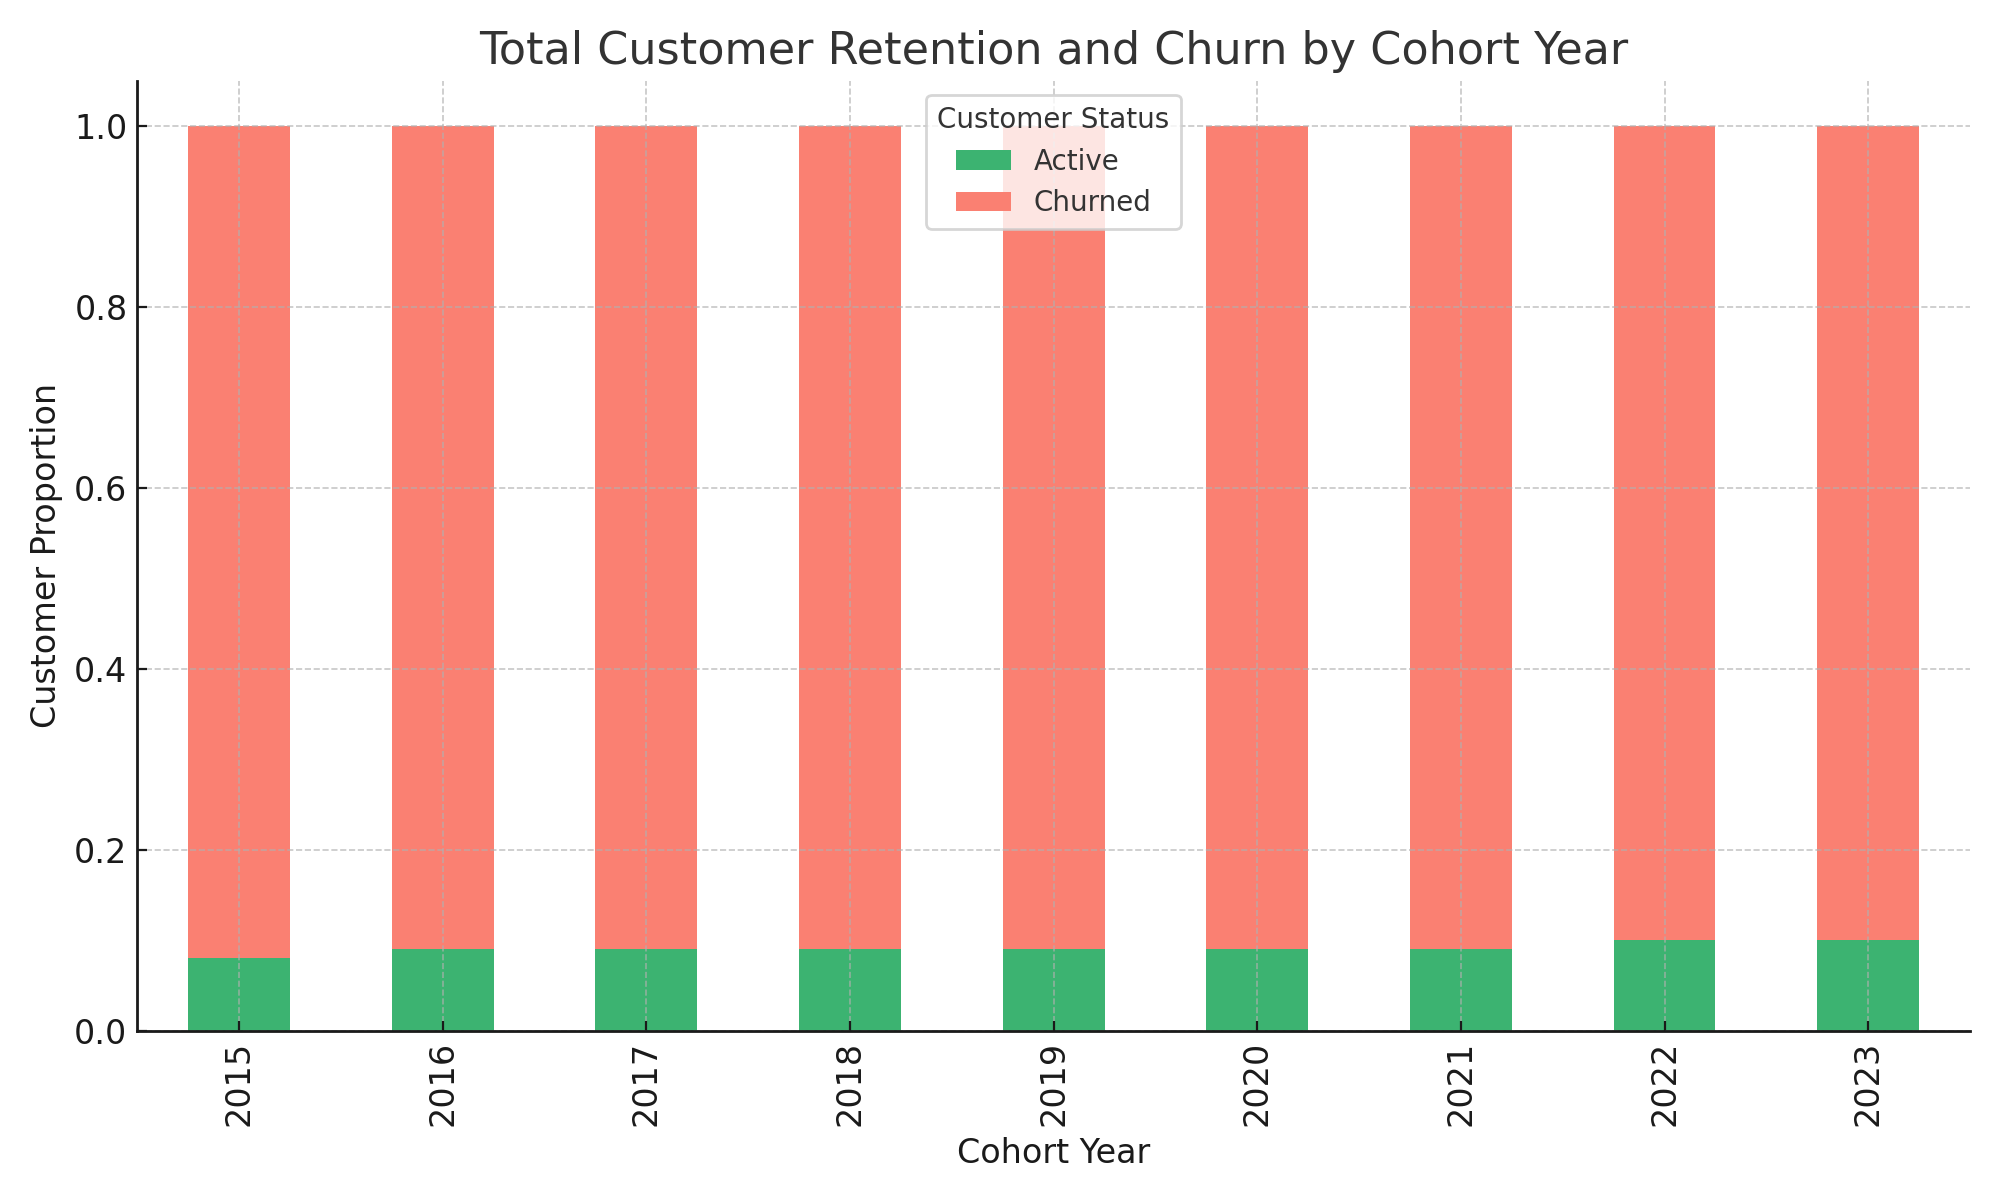 Total Customer Retention and Churn by Cohort Year
Customer Status
Active
Churned
Customer Proportion
1.0
0.8
0.6
0.4
0.2
0.0
2015
2016
2017
2018
2019
2020
2021
2022
2023
Cohort Year